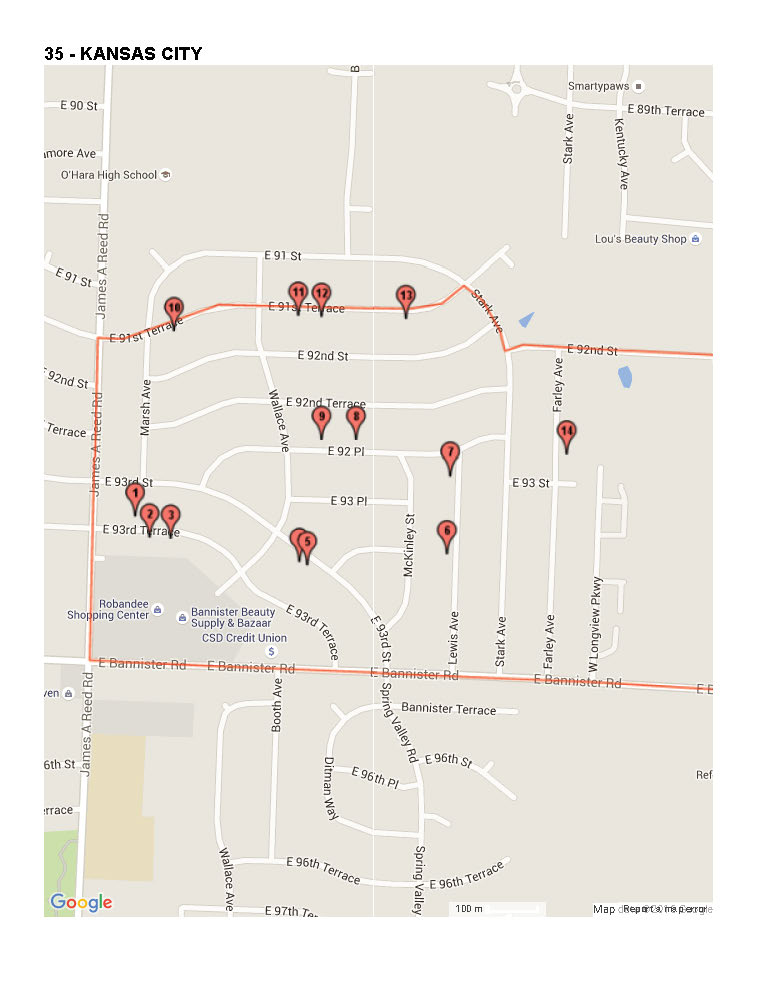 35 - KANSAS CITY
B
Smartypaws
E 90 St
E 89th Terrace
Stark Ave
Kentucky Ave
amore Ave
O'Hara High School
James A Reed Rd
Lou's Beauty Shop
E 91 St
E 91 St
11
12
13
10
E 91st Terrace
Stark Ave
E 91st Terrace
E 92nd St
E 92nd St
E 92nd St
Farley Ave
James A Reed Rd
Marsh Ave
Wallace Ave
E 92nd Terrace
9
8
14
Terrace
E 92 Pl
7
E 93rd St
E 93 St
1
E 93 Pl
2
3
McKinley St
6
E 93rd Terrace
5
W Longview Pkwy
Robandee
Shopping Center
Bannister Beauty
Supply & Bazaar
CSD Credit Union
$
E 93rd Terrace
E 93rd St
Lewis Ave
Stark Ave
Farley Ave
E Bannister Rd
E Bannister Rd
E Bannister Rd
E Bannister Rd
E B
ven
James A Reed Rd
Booth Ave
Spring Valley Rd
Bannister Terrace
6th St
E 96th St
Ditman Way
E 96th Pl
Ref
errace
Wallace Ave
E 96th Terrace
Spring Valley
E 96th Terrace
Google
E 97th Te
100 m
Map
Report a map error